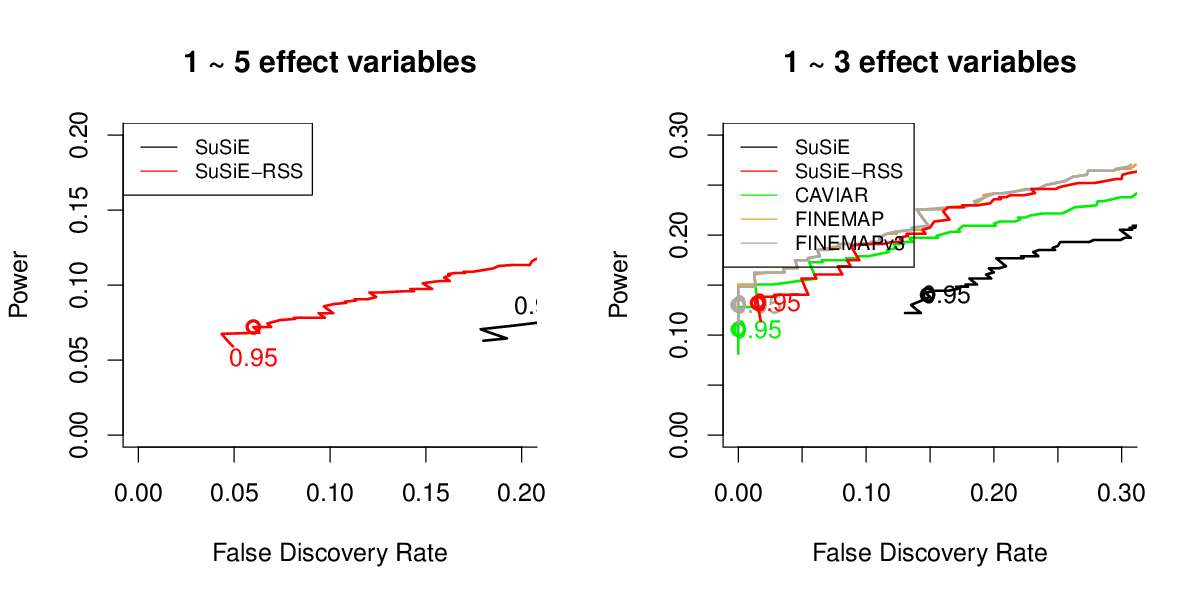 1 ~ 5 effect variables
Power
0.20
0.15
0.10
0.05
0.00
SuSiE
SuSiE−RSS
0.95
0.00
0.05
0.10
0.15
0.20
False Discovery Rate
1 ~ 3 effect variables
Power
0.30
0.20
0.10
0.00
SuSiE
SuSiE−RSS
CAVIAR
FINEMAP
FINEMAPv3
0.95
0.95
0.95
0.00
0.10
0.20
0.30
False Discovery Rate